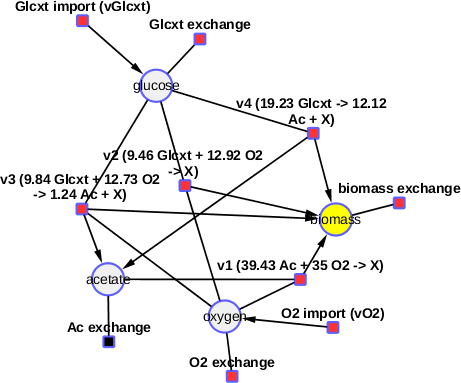 Glcxt import (vGlcxt)
Glcxt exchange
glucose
v4 (19.23 Glcxt -> 12.12
Ac + X)
v2 (9.46 Glcxt + 12.92 O2
-> X)
v3 (9.84 Glcxt + 12.73 O2
-> 1.24 Ac + X)
biomass exchange
biomass
v1 (39.43 Ac + 35 O2 -> X)
acetate
oxygen
O2 import (vO2)
Ac exchange
O2 exchange